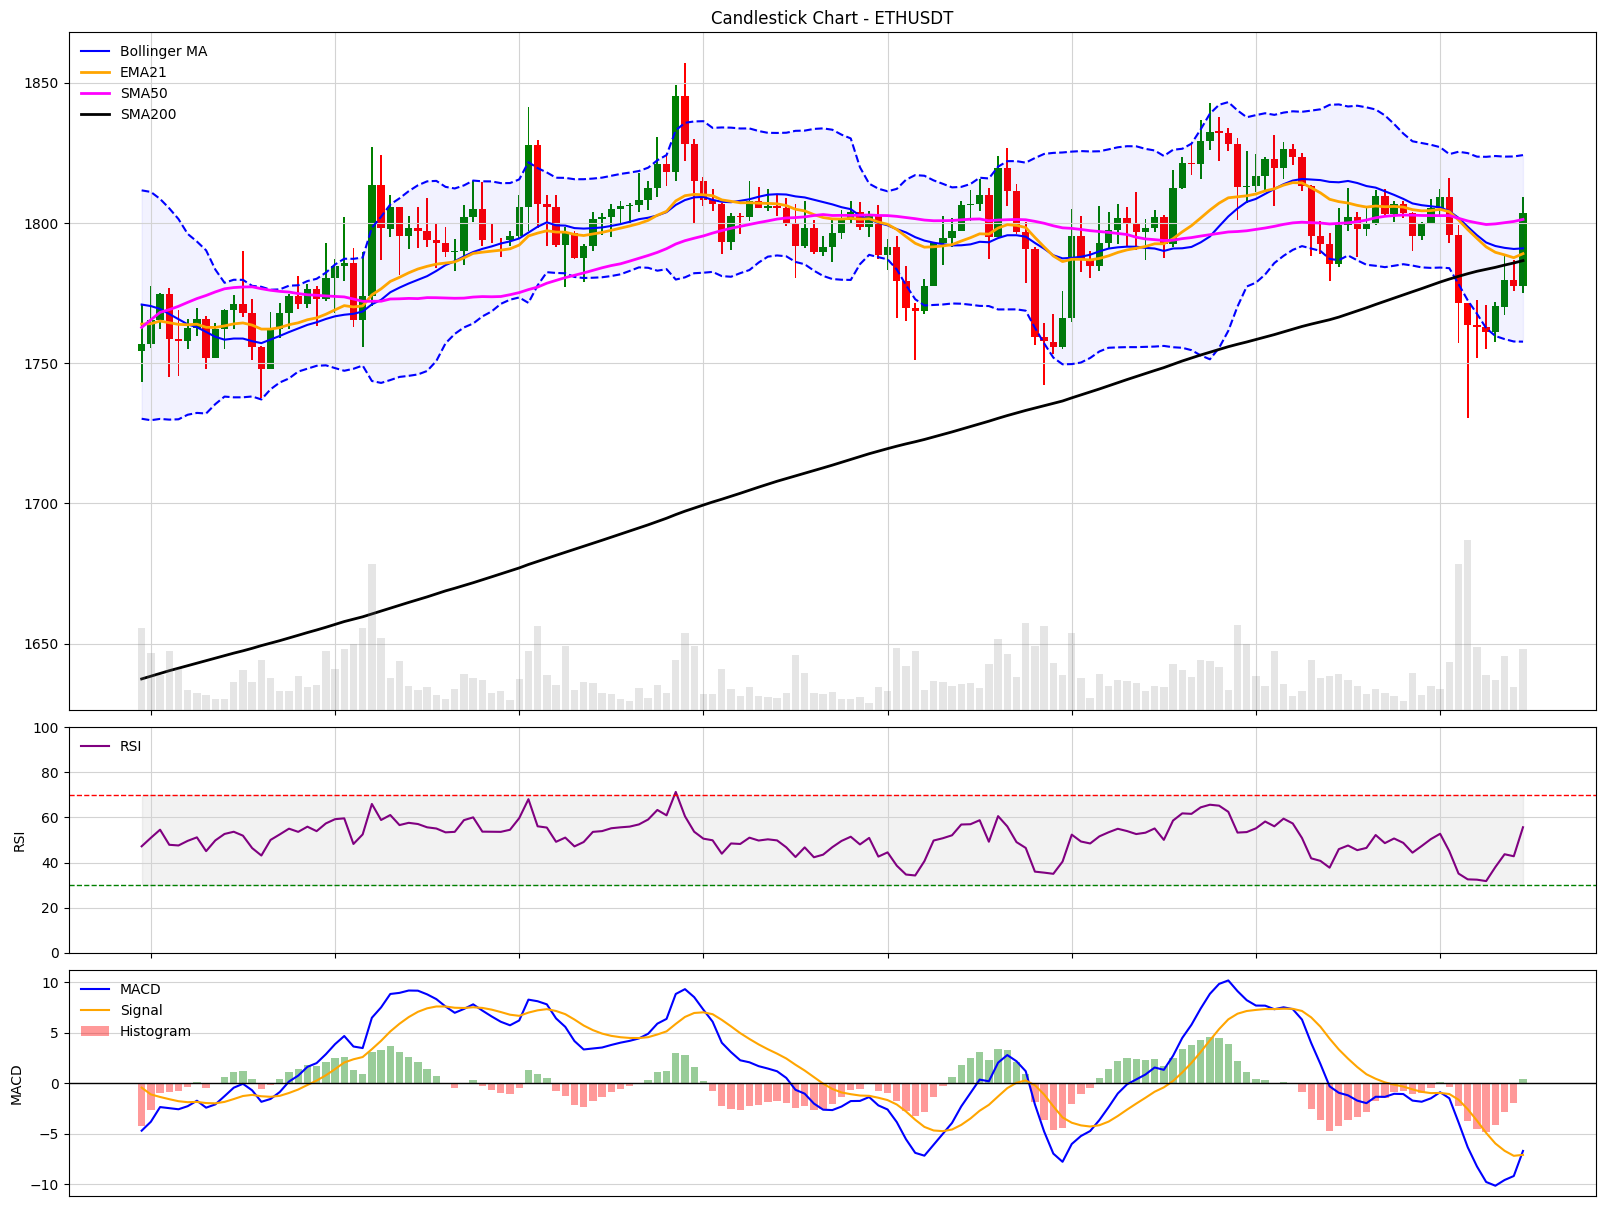 Candlestick Chart - ETHUSDT
Bollinger MA
EMA21
SMA50
SMA200
1850
1800
1750
1700
1650
RSI
100
80
60
40
20
0
RSI
MACD
Signal
Histogram
10
5
0
−5
−10
MACD